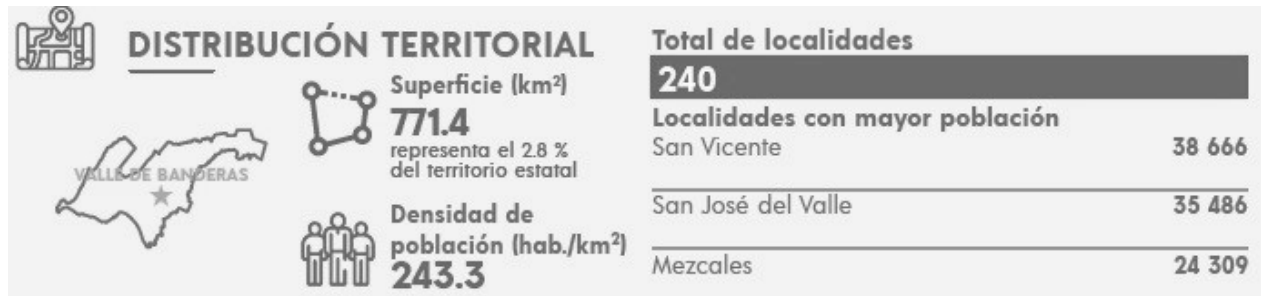 DISTRIBUCIÓN TERRITORIAL
VALLE DE BANDERAS
Superficie (km²)
771.4
representa el 2.8 %
del territorio estatal
Densidad de
población (hab./km²)
243.3
Total de localidades
240
Localidades con mayor población
San Vicente 38 666
San José del Valle 35 486
Mezcales 24 309